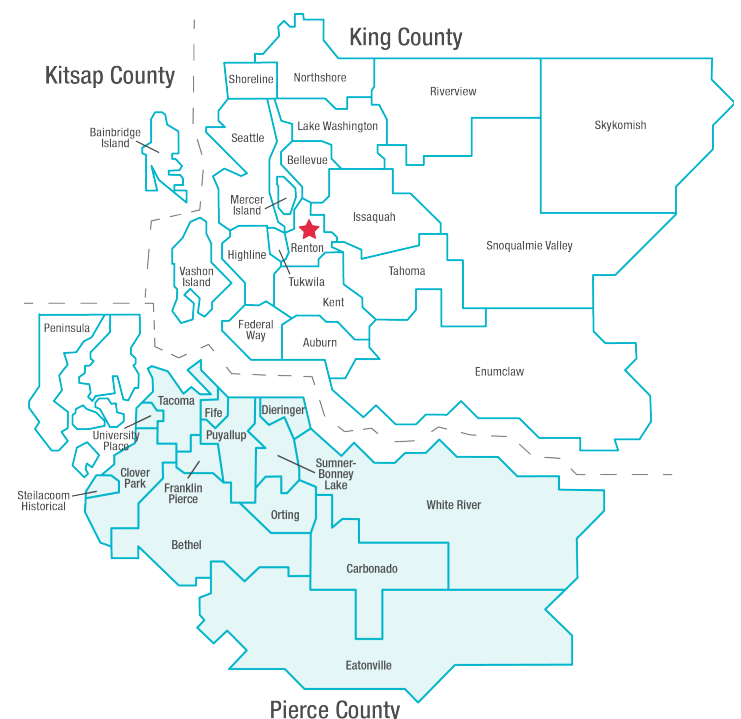 King County
Kitsap County
Shoreline
Northshore
Riverview
Skykomish
Bainbridge
Island
Seattle
Lake Washington
Bellevue
Mercer
Island
Issaquah
Snoqualmie Valley
Renton
Highline
Vashon
Island
Tukwila
Tahoma
Kent
Federal
Way
Auburn
Enumclaw
Peninsula
Tacoma
Fife
Dieringer
University
Place
Puyallup
Clover
Park
Sumner-
Bonney
Lake
Steilacoom
Historical
Franklin
Pierce
White River
Orting
Bethel
Carbonado
Eatonville
Pierce County